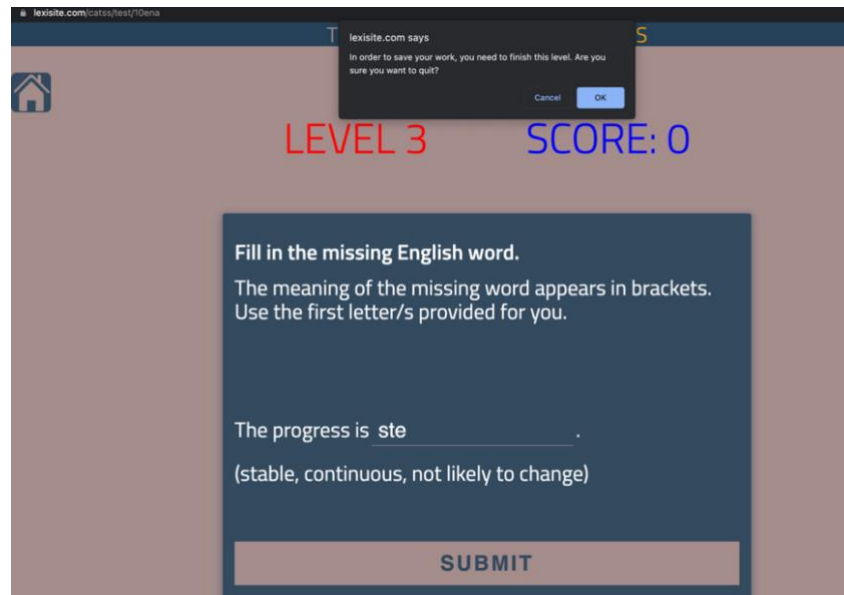 lexisite.com/catss/test/10ena
T S
lexisite.com says
In order to save your work, you need to finish this level. Are you
sure you want to quit?
Cancel OK
LEVEL 3 SCORE: 0
Fill in the missing English word.
The meaning of the missing word appears in brackets.
Use the first letter/s provided for you.
The progress is ste .
(stable, continuous, not likely to change)
SUBMIT